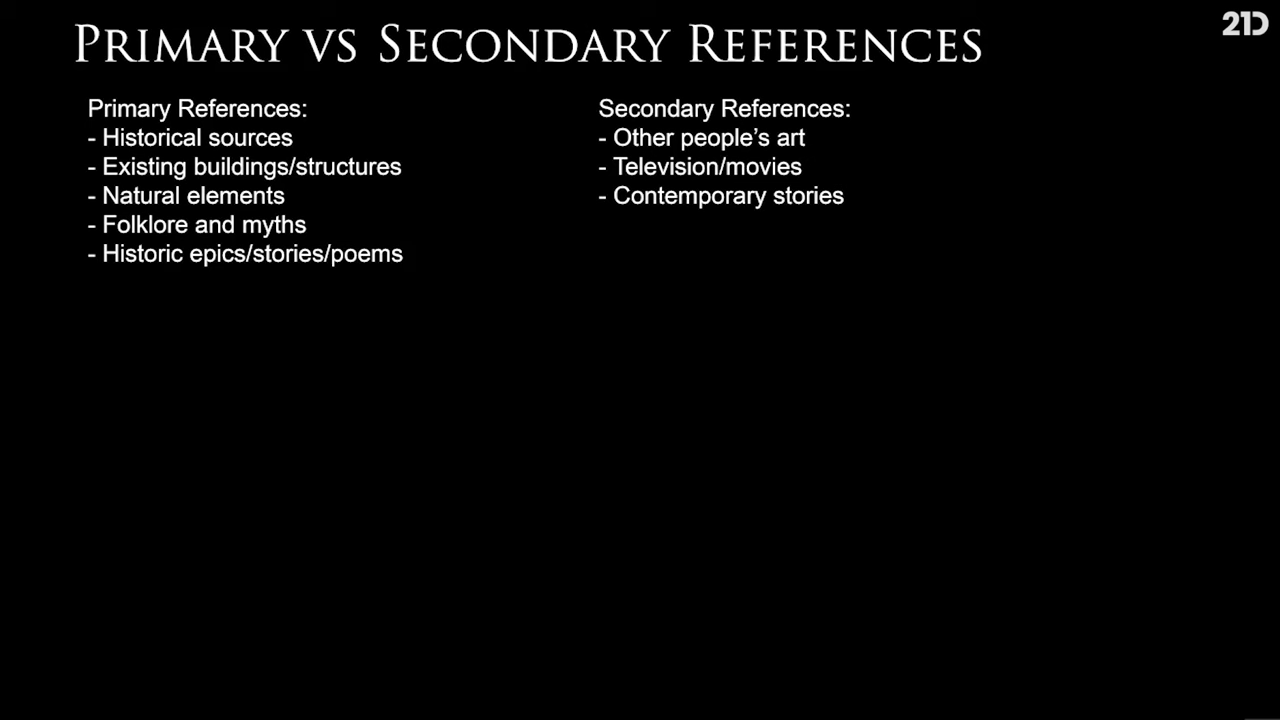 PRIMARY VS SECONDARY REFERENCES
21D
Primary References:
- Historical sources
- Existing buildings/structures
- Natural elements
- Folklore and myths
- Historic epics/stories/poems
Secondary References:
- Other people’s art
- Television/movies
- Contemporary stories